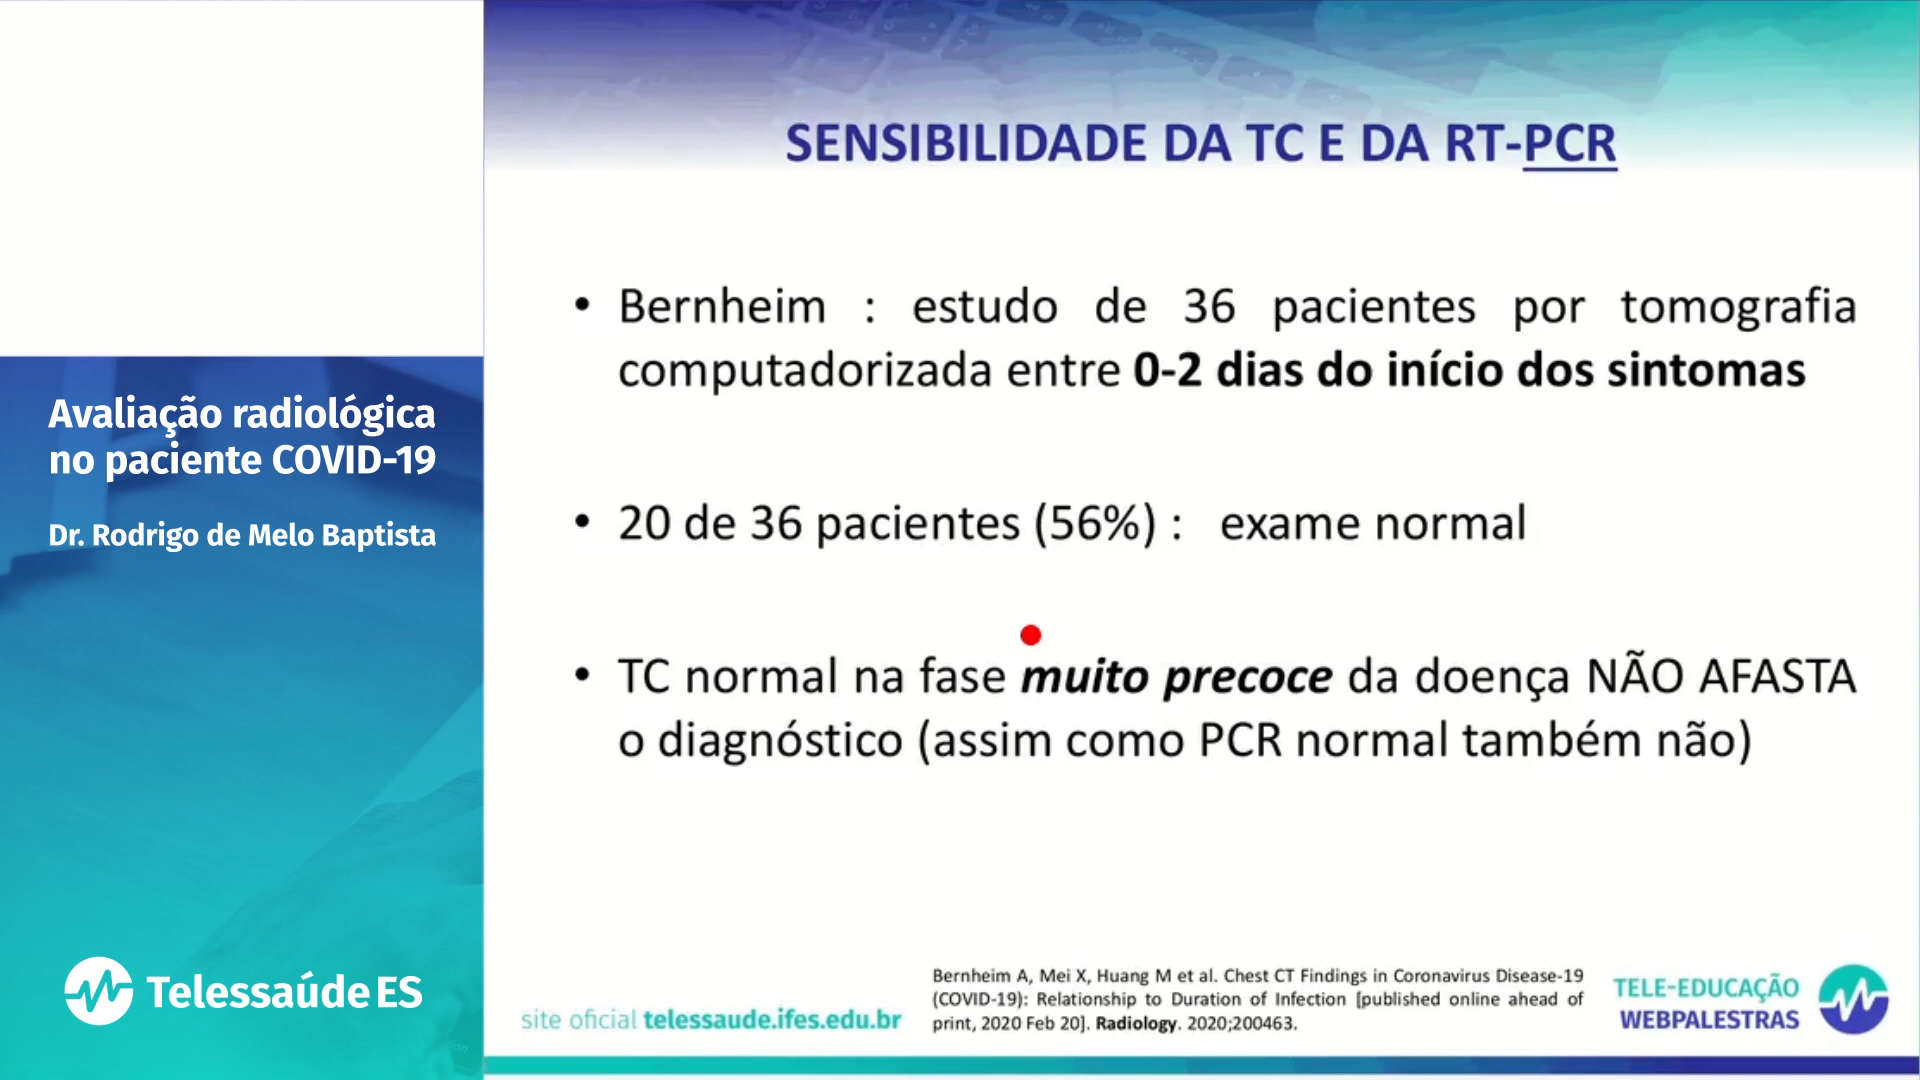 Avaliação radiológica
no paciente COVID-19
Dr. Rodrigo de Melo Baptista
Telessaúde ES
SENSIBILIDADE DA TC E DA RT-PCR
• Bernheim : estudo de 36 pacientes por tomografia
computadorizada entre 0-2 dias do início dos sintomas
• 20 de 36 pacientes (56%) : exame normal
• TC normal na fase muito precoce da doença NÃO AFASTA
o diagnóstico (assim como PCR normal também não)
site oficial telessaude.ifes.edu.br
Bernheim A, Mei X, Huang M et al. Chest CT Findings in Coronavirus Disease-19
(COVID-19): Relationship to Duration of Infection [published online ahead of
print, 2020 Feb 20]. Radiology. 2020;200463.
TELE-EDUCAÇÃO
WEBPALESTRAS